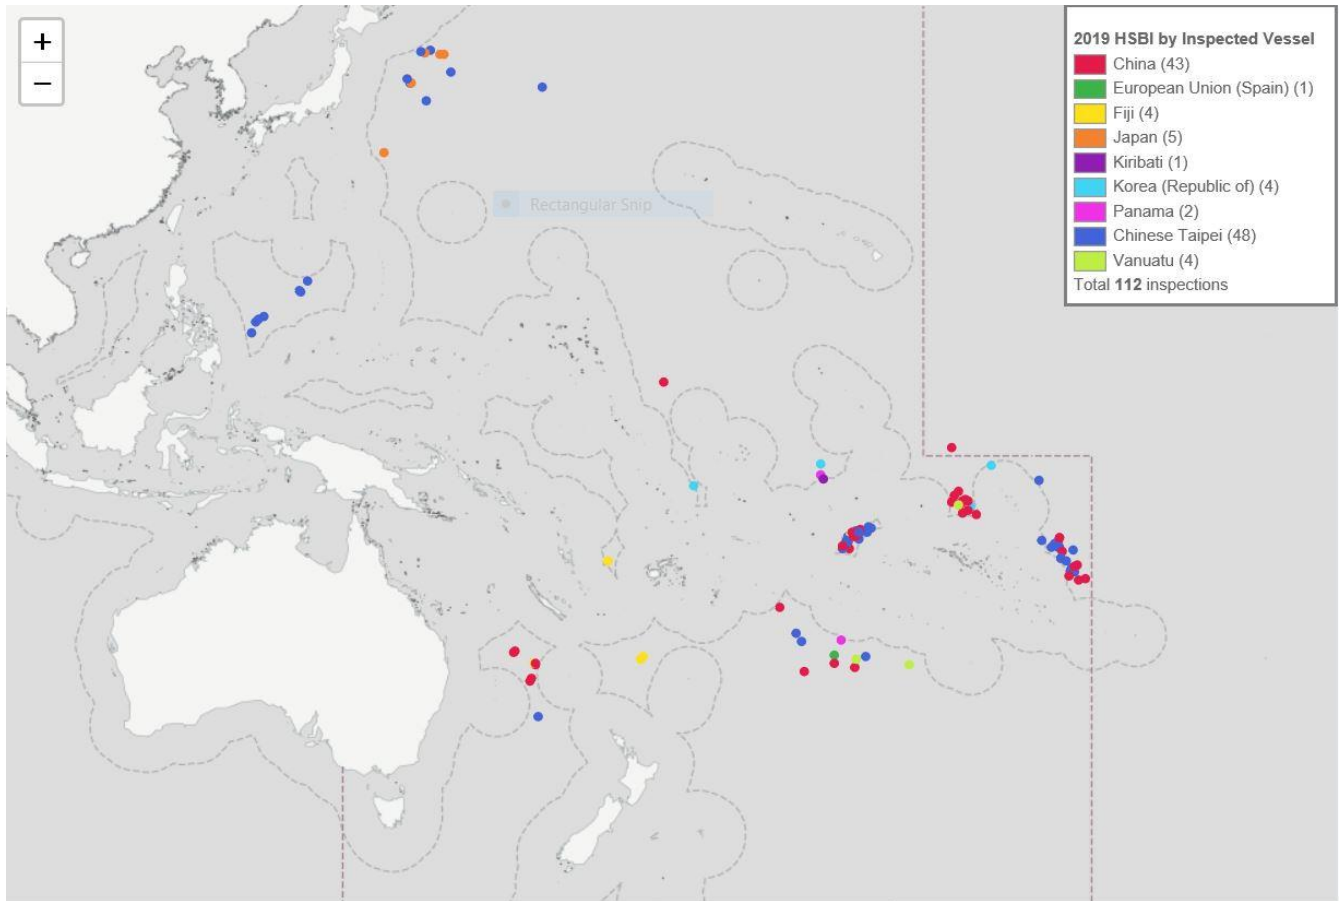 +
−
2019 HSBI by Inspected Vessel
China (43)
European Union (Spain) (1)
Fiji (4)
Japan (5)
Kiribati (1)
Korea (Republic of) (4)
Panama (2)
Chinese Taipei (48)
Vanuatu (4)
Total 112 inspections
Rectangular Snip